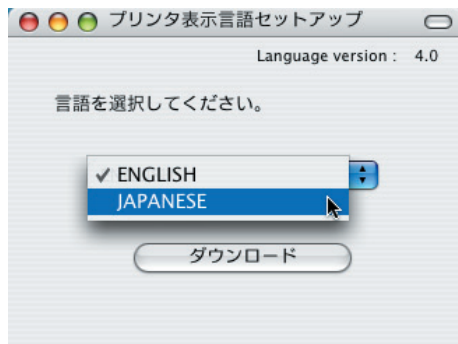 プリンタ表示言語セットアップ
Language version : 4.0
言語を選択してください。
✓ ENGLISH
JAPANESE
ダウンロード